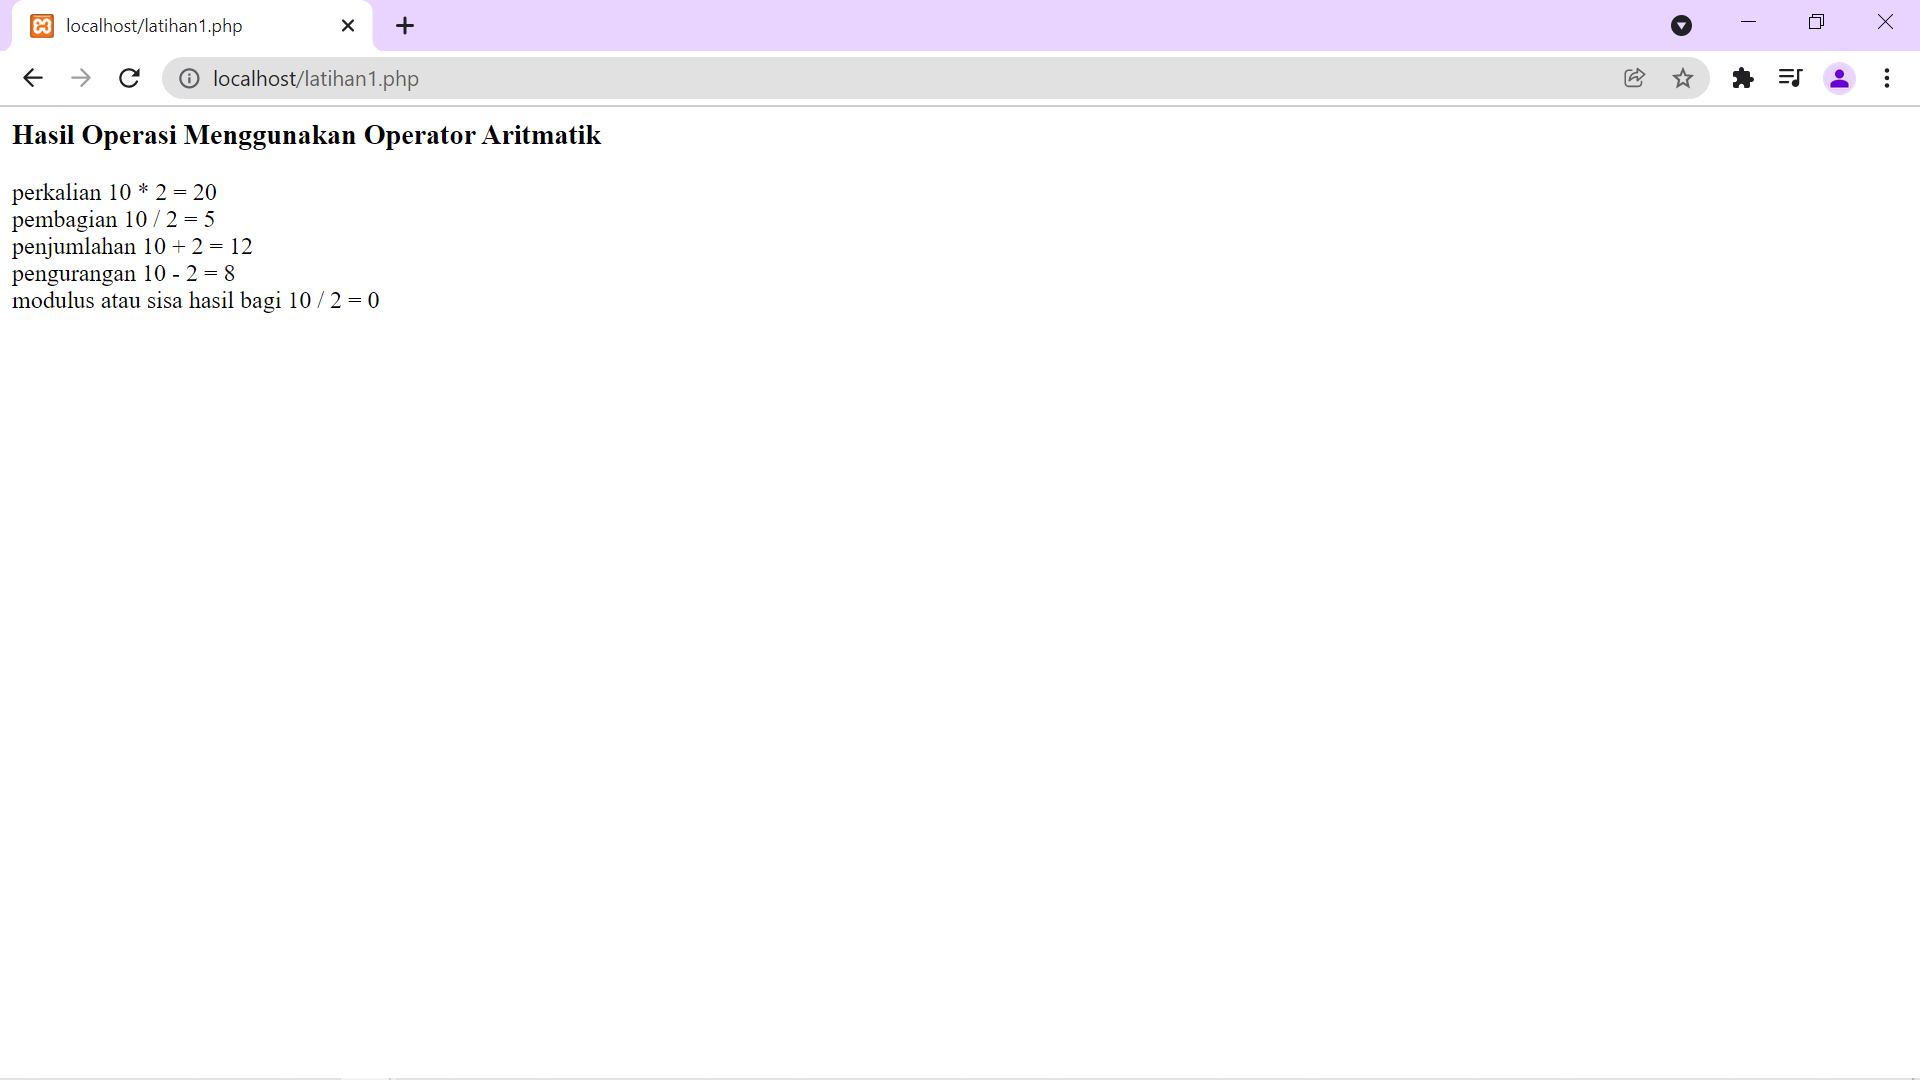 localhost/latihan1.php
localhost/latihan1.php
Hasil Operasi Menggunakan Operator Aritmatik
perkalian 10 * 2 = 20
pembagian 10 / 2 = 5
penjumlahan 10 + 2 = 12
pengurangan 10 - 2 = 8
modulus atau sisa hasil bagi 10 / 2 = 0